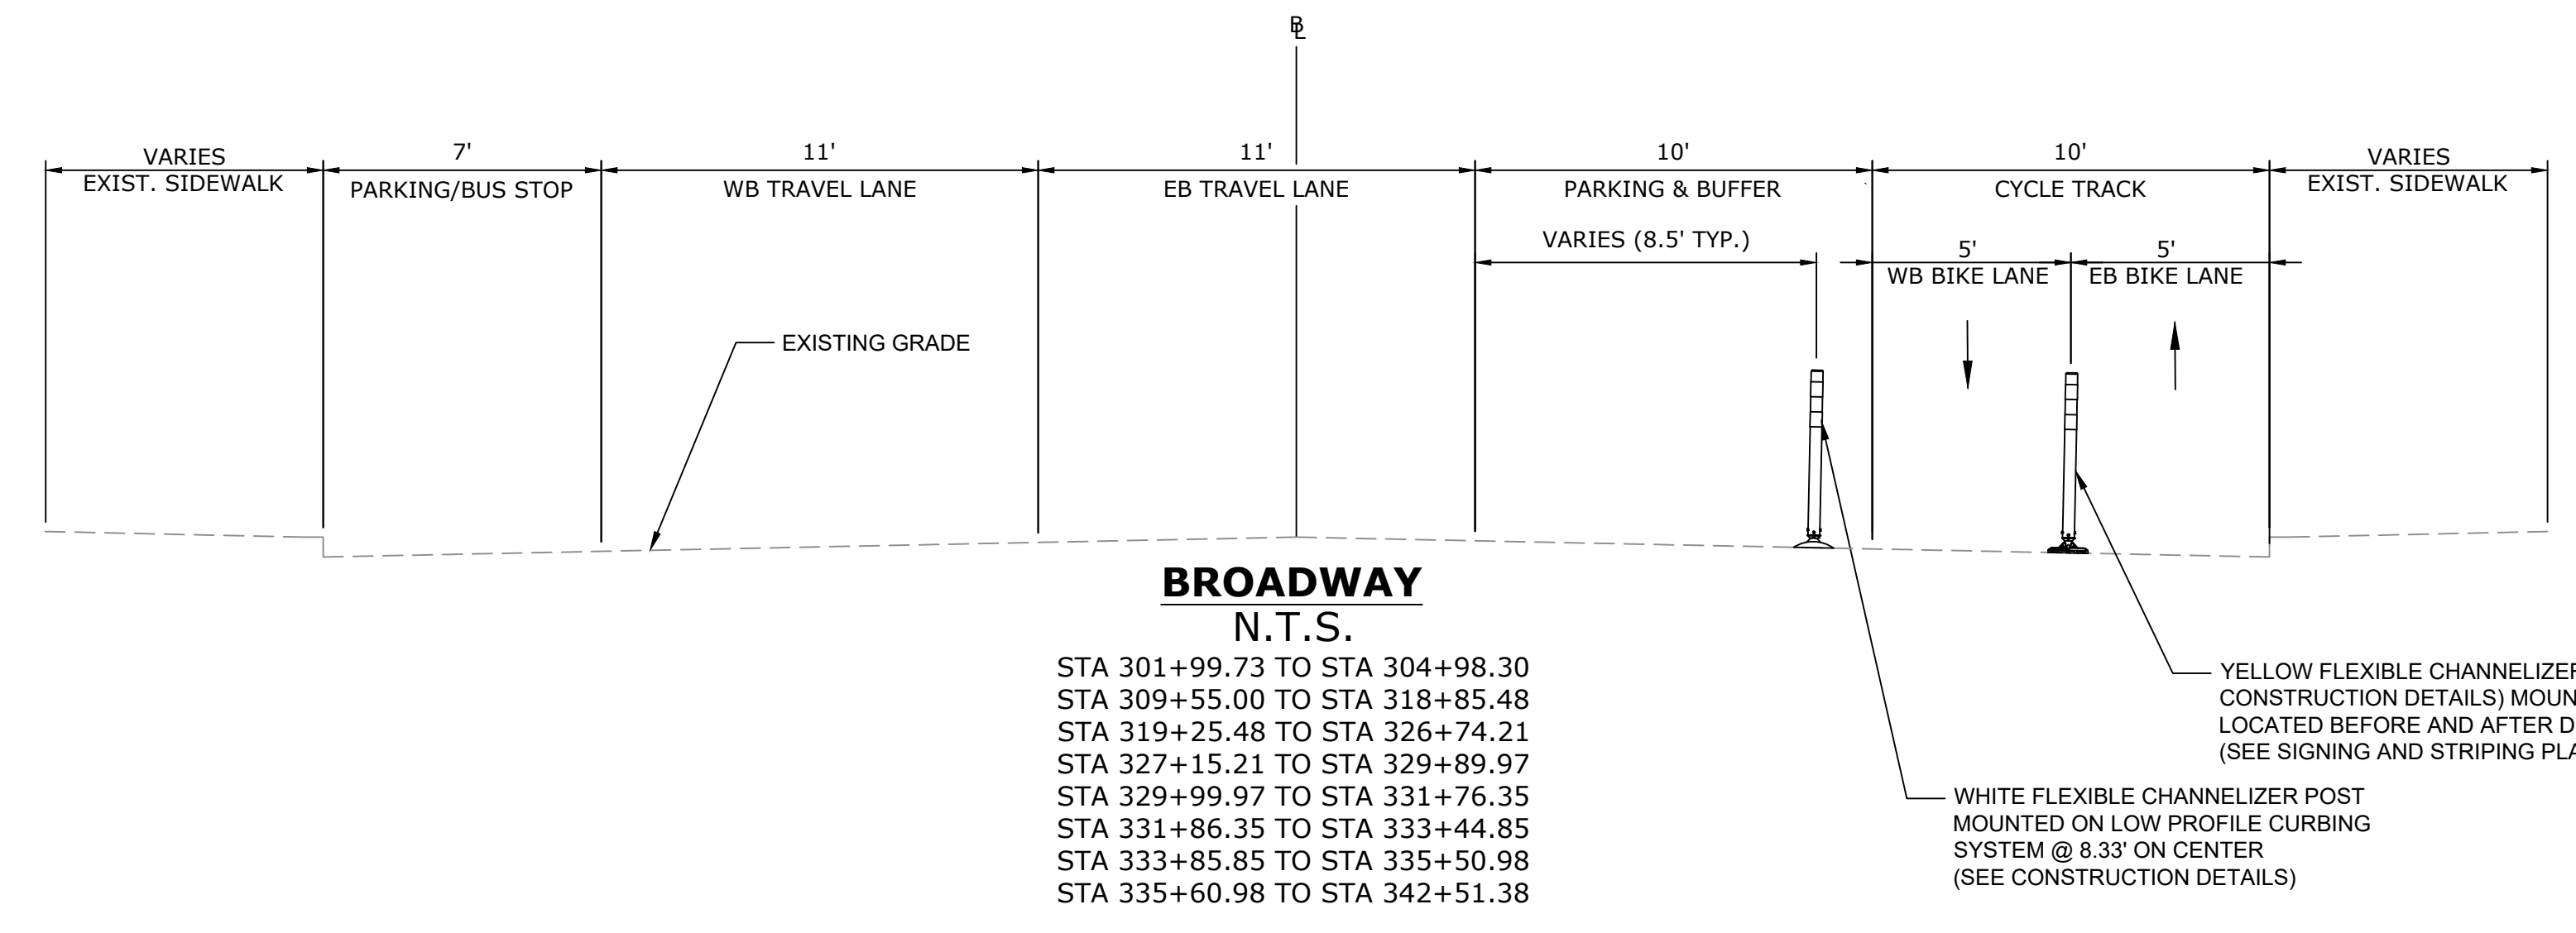 BL
VARIES
EXIST. SIDEWALK
7'
PARKING/BUS STOP
11'
WB TRAVEL LANE
11'
EB TRAVEL LANE
10'
PARKING & BUFFER
10'
CYCLE TRACK
VARIES
EXIST. SIDEWALK
VARIES (8.5' TYP.)
5'
WB BIKE LANE
5'
EB BIKE LANE
EXISTING GRADE
BROADWAY
N.T.S.
STA 301+99.73 TO STA 304+98.30
STA 309+55.00 TO STA 318+85.48
STA 319+25.48 TO STA 326+74.21
STA 327+15.21 TO STA 329+89.97
STA 329+99.97 TO STA 331+76.35
STA 331+86.35 TO STA 333+44.85
STA 333+85.85 TO STA 335+50.98
STA 335+60.98 TO STA 342+51.38
YELLOW FLEXIBLE CHANNELIZER
CONSTRUCTION DETAILS) MOUN
LOCATED BEFORE AND AFTER D
(SEE SIGNING AND STRIPING PLA
WHITE FLEXIBLE CHANNELIZER POST
MOUNTED ON LOW PROFILE CURBING
SYSTEM @ 8.33' ON CENTER
(SEE CONSTRUCTION DETAILS)